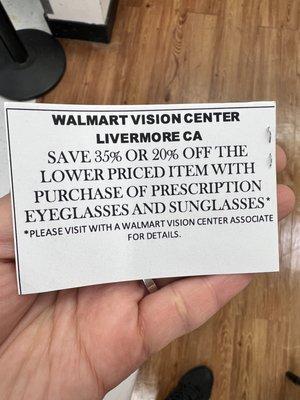 WALMART VISION CENTER
LIVERMORE CA
SAVE 35% OR 20% OFF THE
LOWER PRICED ITEM WITH
PURCHASE OF PRESCRIPTION
EYEGLASSES AND SUNGLASSES*
*PLEASE VISIT WITH A WALMART VISION CENTER ASSOCIATE
FOR DETAILS.